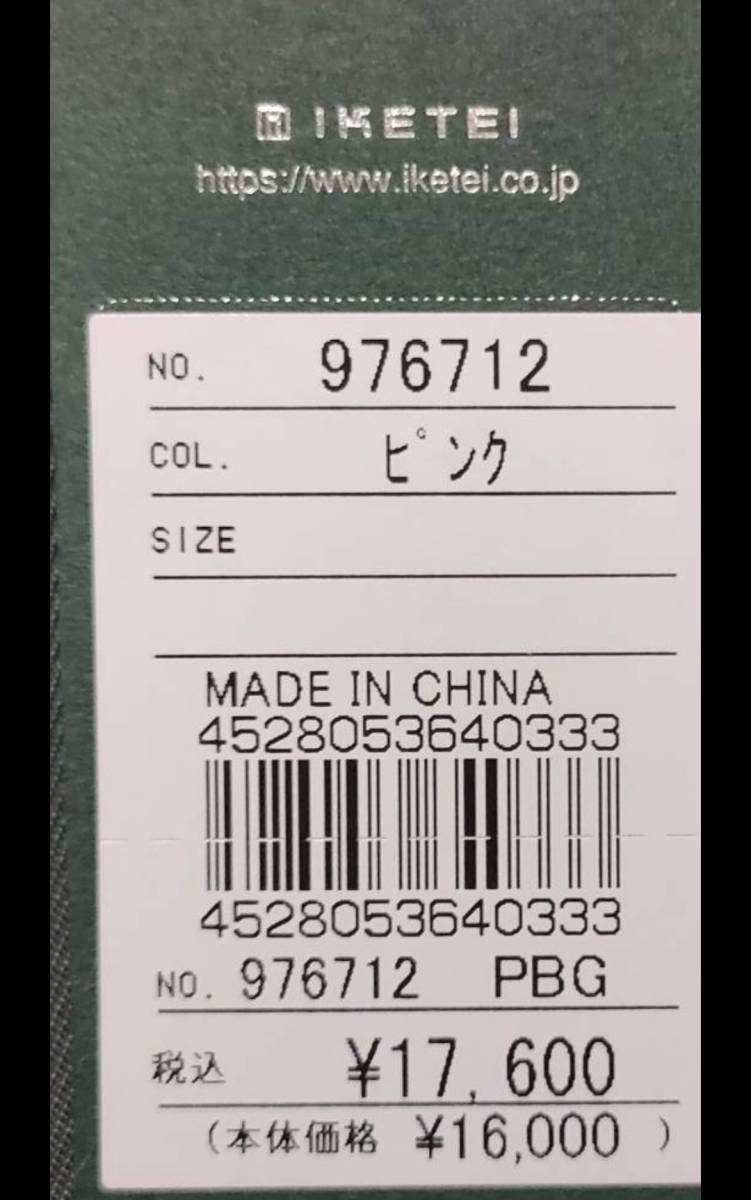 IKETEI
https://www.iketei.co.jp
NO. 976712
COL. ピンク
SIZE
MADE IN CHINA
4528053640333
4528053640333
NO. 976712 PBG
税込 ¥17,600
(本体価格 ¥16,000 )